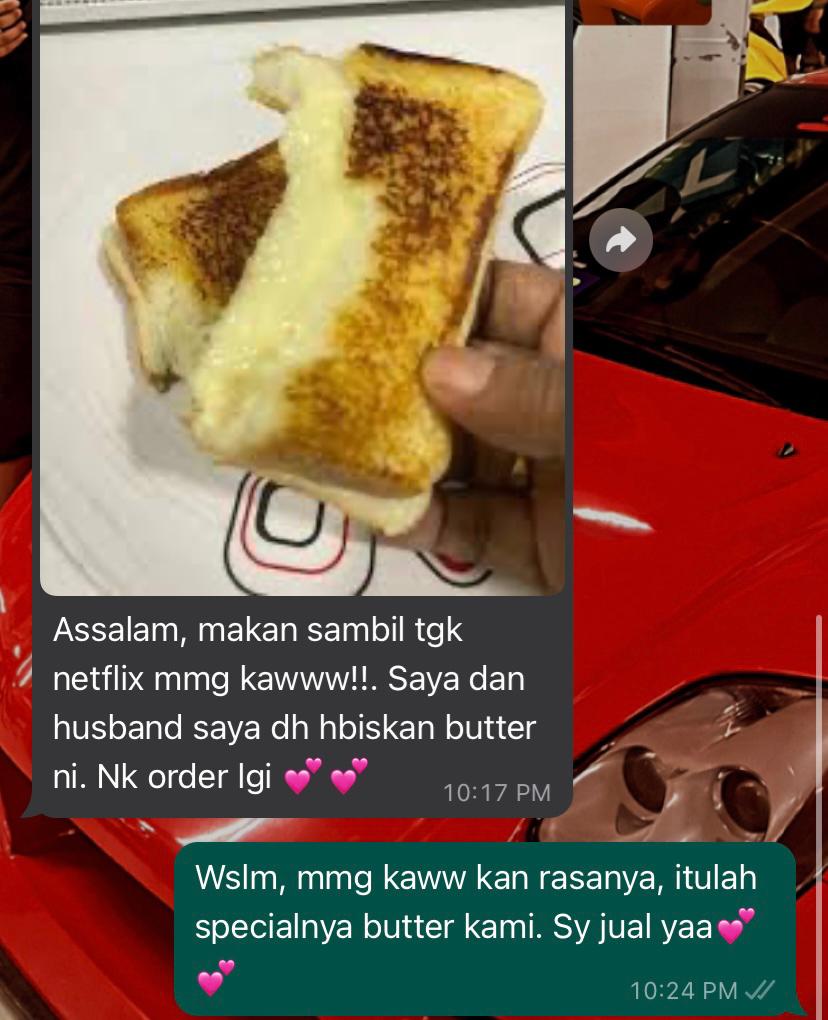 Assalam, makan sambil tgk
netflix mmg kawww!!. Saya dan
husband saya dh hbiskan butter
ni. Nk order lgi 💕💕
10:17 PM
Wslm, mmg kaww kan rasanya, itulah
specialnya butter kami. Sy jual yaa💕
💕
10:24 PM